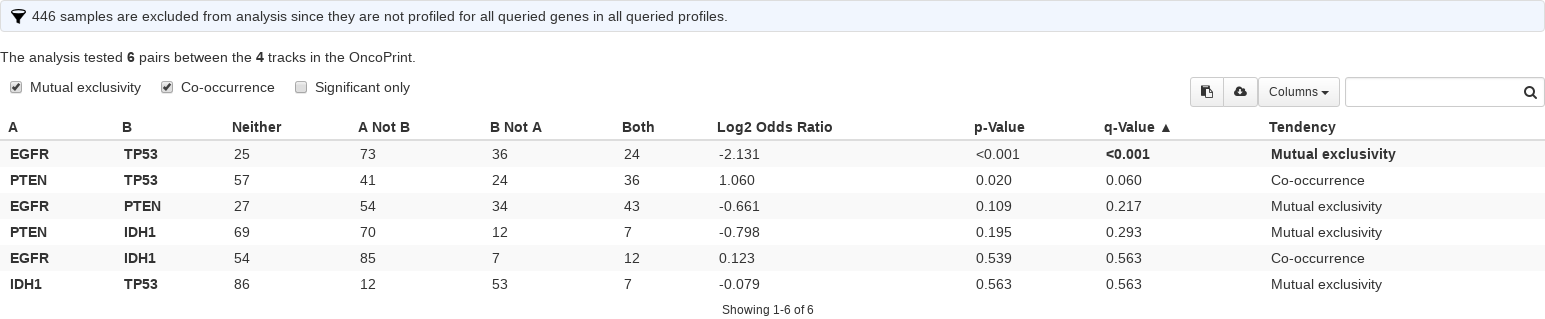 446 samples are excluded from analysis since they are not profiled for all queried genes in all queried profiles.
The analysis tested 6 pairs between the 4 tracks in the OncoPrint.
Mutual exclusivity Co-occurrence Significant only Columns
A B Neither A Not B B Not A Both Log2 Odds Ratio p-Value q-Value ▲ Tendency
EGFR TP53 25 73 36 24 -2.131 <0.001 <0.001 Mutual exclusivity
PTEN TP53 57 41 24 36 1.060 0.020 0.060 Co-occurrence
EGFR PTEN 27 54 34 43 -0.661 0.109 0.217 Mutual exclusivity
PTEN IDH1 69 70 12 7 -0.798 0.195 0.293 Mutual exclusivity
EGFR IDH1 54 85 7 12 0.123 0.539 0.563 Co-occurrence
IDH1 TP53 86 12 53 7 -0.079 0.563 0.563 Mutual exclusivity
Showing 1-6 of 6